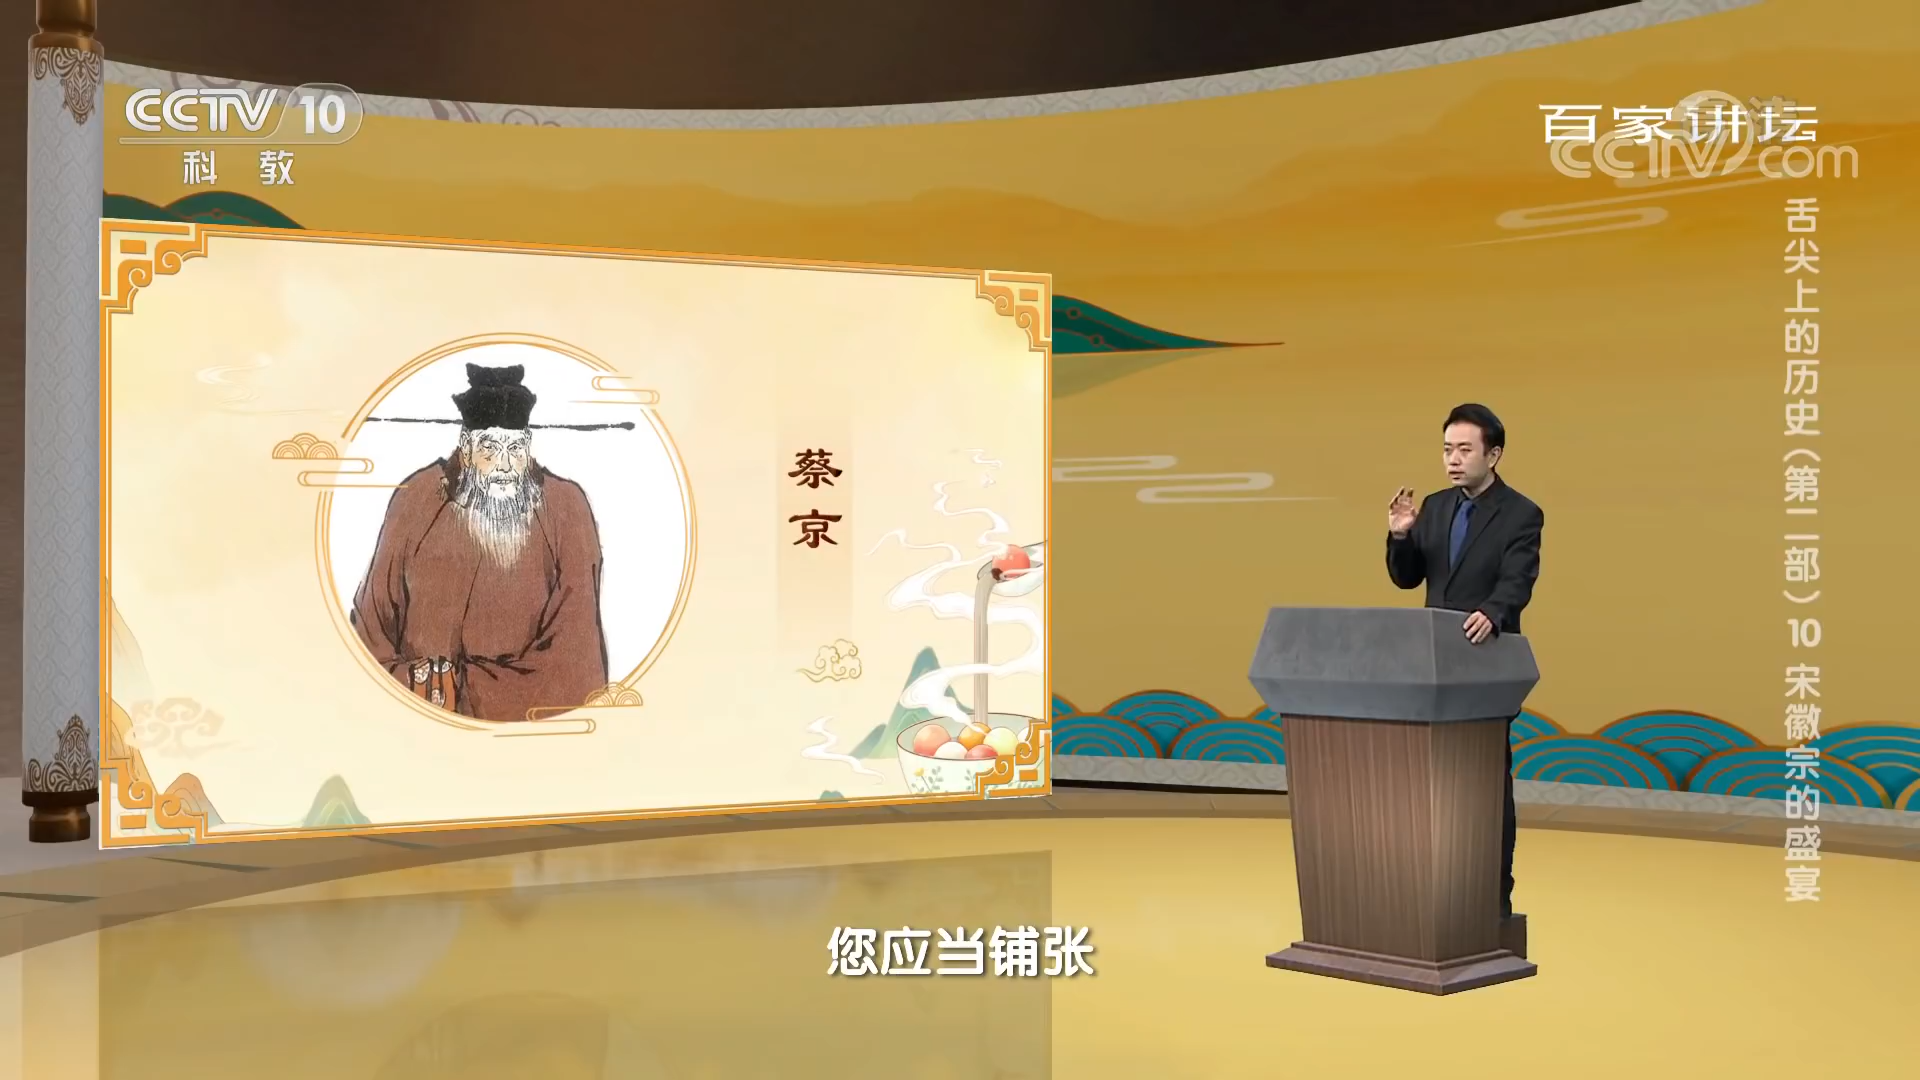 CCTV 10
科 教
百家讲坛
CCTV.com
舌尖上的历史（第二部）10 宋徽宗的盛宴
蔡京
您应当铺张